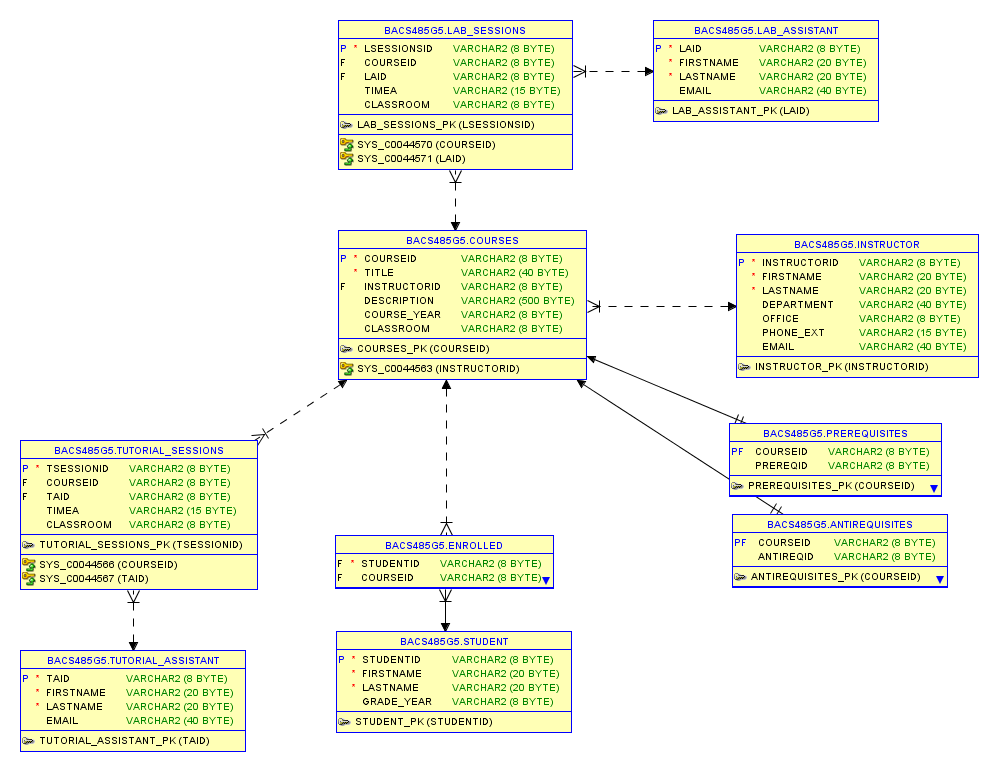 BACS485G5.LAB_SESSIONS
P * LSESSIONSID VARCHAR2 (8 BYTE)
F COURSEID VARCHAR2 (8 BYTE)
F LAID VARCHAR2 (8 BYTE)
TIMEA VARCHAR2 (15 BYTE)
CLASSROOM VARCHAR2 (8 BYTE)
LAB_SESSIONS_PK (LSESSIONSID)
SYS_C0044570 (COURSEID)
SYS_C0044571 (LAID)
BACS485G5.LAB_ASSISTANT
P * LAID VARCHAR2 (8 BYTE)
* FIRSTNAME VARCHAR2 (20 BYTE)
* LASTNAME VARCHAR2 (20 BYTE)
EMAIL VARCHAR2 (40 BYTE)
LAB_ASSISTANT_PK (LAID)
BACS485G5.COURSES
P * COURSEID VARCHAR2 (8 BYTE)
* TITLE VARCHAR2 (40 BYTE)
F INSTRUCTORID VARCHAR2 (8 BYTE)
DESCRIPTION VARCHAR2 (500 BYTE)
COURSE_YEAR VARCHAR2 (8 BYTE)
CLASSROOM VARCHAR2 (8 BYTE)
COURSES_PK (COURSEID)
SYS_C0044563 (INSTRUCTORID)
BACS485G5.INSTRUCTOR
P * INSTRUCTORID VARCHAR2 (8 BYTE)
* FIRSTNAME VARCHAR2 (20 BYTE)
* LASTNAME VARCHAR2 (20 BYTE)
DEPARTMENT VARCHAR2 (40 BYTE)
OFFICE VARCHAR2 (8 BYTE)
PHONE_EXT VARCHAR2 (15 BYTE)
EMAIL VARCHAR2 (40 BYTE)
INSTRUCTOR_PK (INSTRUCTORID)
BACS485G5.PREREQUISITES
PF COURSEID VARCHAR2 (8 BYTE)
PREREQID VARCHAR2 (8 BYTE)
PREREQUISITES_PK (COURSEID)
BACS485G5.TUTORIAL_SESSIONS
P * TSESSIONID VARCHAR2 (8 BYTE)
F COURSEID VARCHAR2 (8 BYTE)
F TAID VARCHAR2 (8 BYTE)
TIMEA VARCHAR2 (15 BYTE)
CLASSROOM VARCHAR2 (8 BYTE)
TUTORIAL_SESSIONS_PK (TSESSIONID)
SYS_C0044566 (COURSEID)
SYS_C0044567 (TAID)
BACS485G5.ANTIREQUISITES
PF COURSEID VARCHAR2 (8 BYTE)
ANTIREQID VARCHAR2 (8 BYTE)
ANTIREQUISITES_PK (COURSEID)
BACS485G5.ENROLLED
F * STUDENTID VARCHAR2 (8 BYTE)
F COURSEID VARCHAR2 (8 BYTE)
BACS485G5.STUDENT
P * STUDENTID VARCHAR2 (8 BYTE)
* FIRSTNAME VARCHAR2 (20 BYTE)
* LASTNAME VARCHAR2 (20 BYTE)
GRADE_YEAR VARCHAR2 (8 BYTE)
STUDENT_PK (STUDENTID)
BACS485G5.TUTORIAL_ASSISTANT
P * TAID VARCHAR2 (8 BYTE)
* FIRSTNAME VARCHAR2 (20 BYTE)
* LASTNAME VARCHAR2 (20 BYTE)
EMAIL VARCHAR2 (40 BYTE)
TUTORIAL_ASSISTANT_PK (TAID)